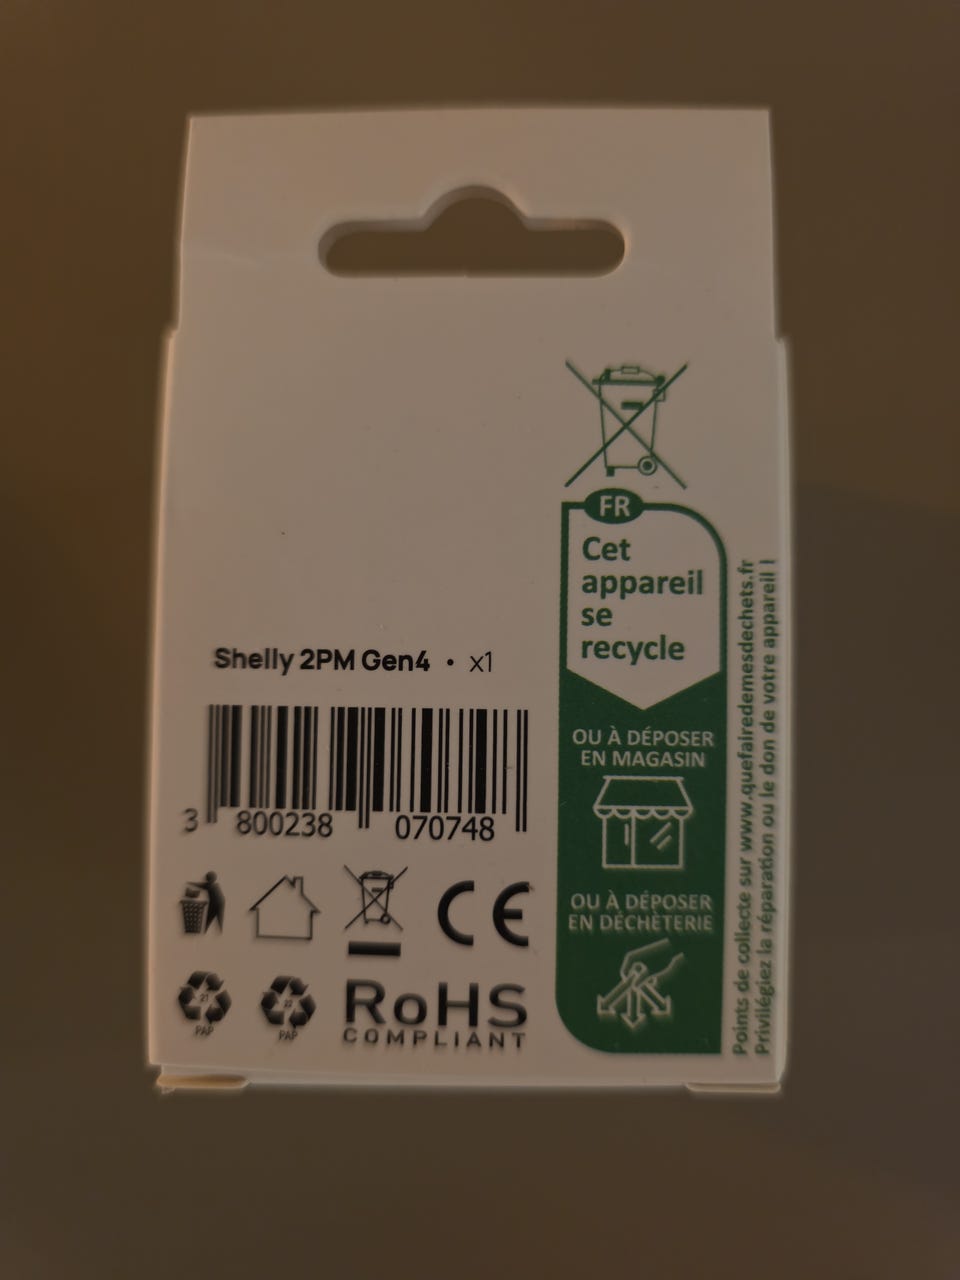 FR
Cet
appareil
se
recycle
Shelly 2PM Gen4 • x1
3 800238 070748
OU À DÉPOSER
EN MAGASIN
OU À DÉPOSER
EN DÉCHÈTERIE
Points de collecte sur www.quefairedemesdechets.fr
Privilégiez la réparation ou le don de votre appareil !
CE
21
PAP
22
PAP
RoHS
COMPLIANT